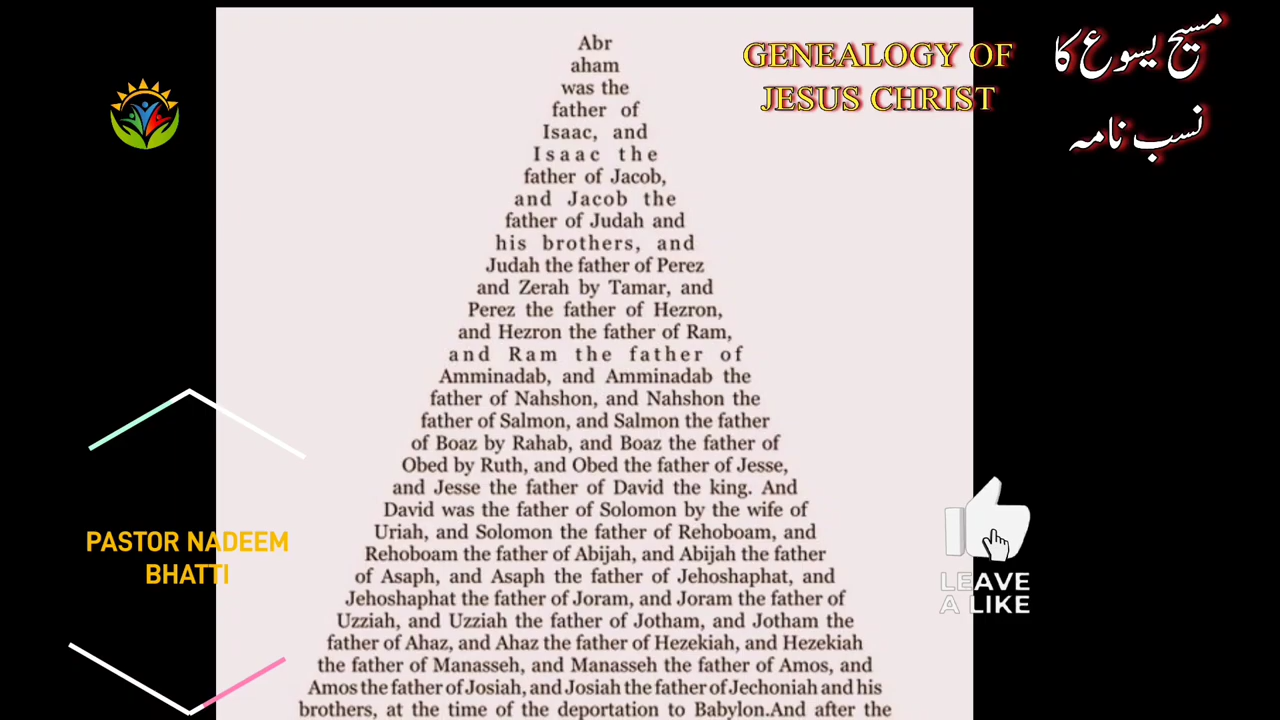 Abr
aham
was the
father of
Isaac, and
Isaac the
father of Jacob,
and Jacob the
father of Judah and
his brothers, and
Judah the father of Perez
and Zerah by Tamar, and
Perez the father of Hezron,
and Hezron the father of Ram,
and Ram the father of
Amminadab, and Amminadab the
father of Nahshon, and Nahshon the
father of Salmon, and Salmon the father
of Boaz by Rahab, and Boaz the father of
Obed by Ruth, and Obed the father of Jesse,
and Jesse the father of David the king. And
David was the father of Solomon by the wife of
Uriah, and Solomon the father of Rehoboam, and
Rehoboam the father of Abijah, and Abijah the father
of Asaph, and Asaph the father of Jehoshaphat, and
Jehoshaphat the father of Joram, and Joram the father of
Uzziah, and Uzziah the father of Jotham, and Jotham the
father of Ahaz, and Ahaz the father of Hezekiah, and Hezekiah
the father of Manasseh, and Manasseh the father of Amos, and
Amos the father of Josiah, and Josiah the father of Jechoniah and his
brothers, at the time of the deportation to Babylon.And after the
GENEALOGY OF
JESUS CHRIST
مسیح یسوع کا
نسب نامہ
PASTOR NADEEM
BHATTI
LEAVE
A LIKE